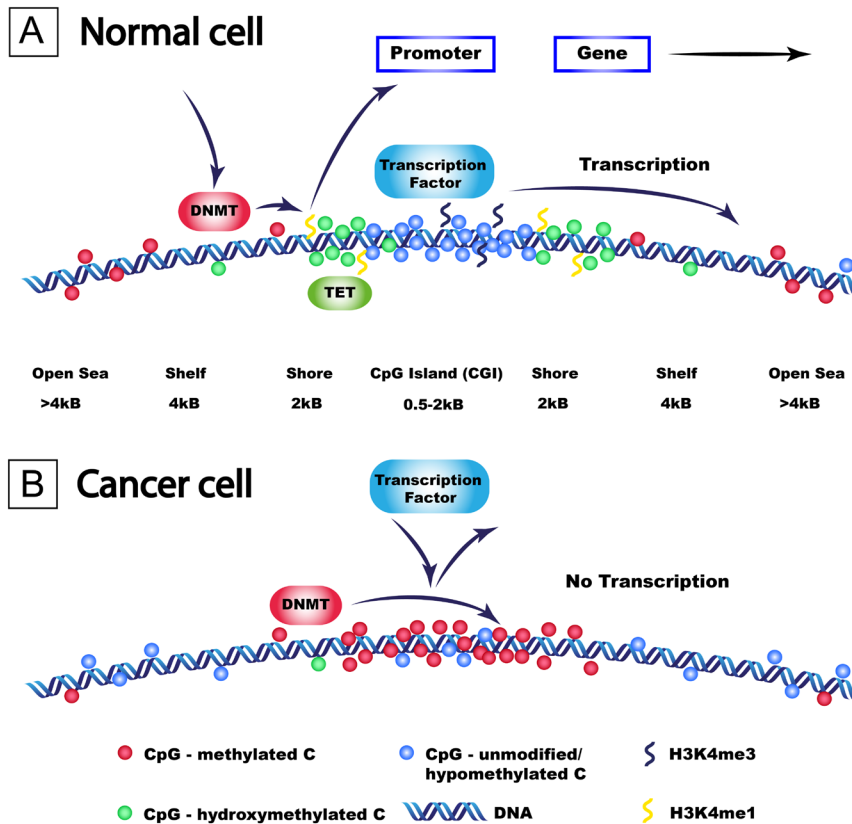 A Normal cell
Promoter
Gene
Transcription
Factor
Transcription
DNMT
TET
Open Sea Shelf Shore CpG Island (CGI) Shore Shelf Open Sea
>4kB 4kB 2kB 0.5-2kB 2kB 4kB >4kB
B Cancer cell
Transcription
Factor
No Transcription
DNMT
CpG - methylated C
CpG - unmodified/
hypomethylated C
H3K4me3
CpG - hydroxymethylated C
DNA
H3K4me1